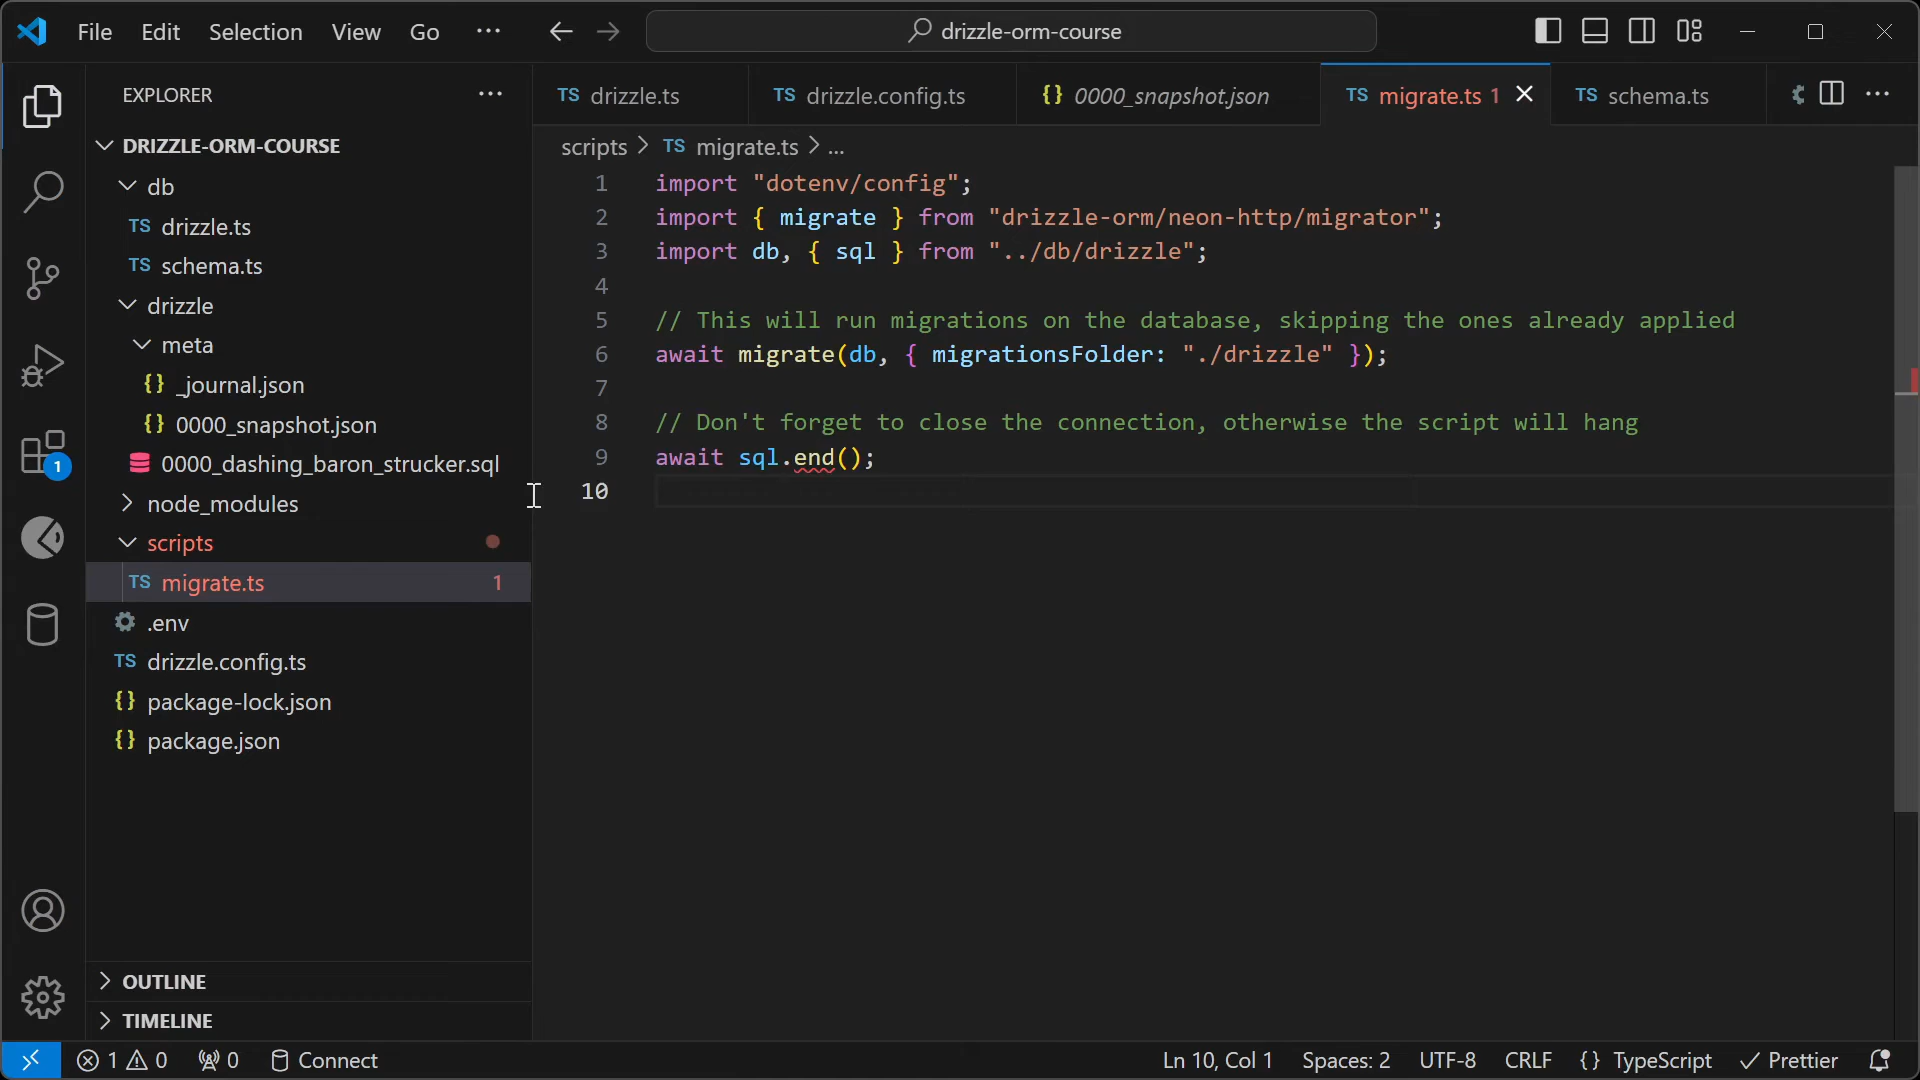 File Edit Selection View Go ··· drizzle-orm-course
EXPLORER ···
DRIZZLE-ORM-COURSE
db
TS drizzle.ts
TS schema.ts
drizzle
meta
{} _journal.json
{} 0000_snapshot.json
0000_dashing_baron_strucker.sql
node_modules
scripts
TS migrate.ts 1
.env
TS drizzle.config.ts
{} package-lock.json
{} package.json
OUTLINE
TIMELINE
1
TS drizzle.ts TS drizzle.config.ts {} 0000_snapshot.json TS migrate.ts 1 TS schema.ts ···
scripts > TS migrate.ts > ...
1 import "dotenv/config";
2 import { migrate } from "drizzle-orm/neon-http/migrator";
3 import db, { sql } from "../db/drizzle";
4
5 // This will run migrations on the database, skipping the ones already applied
6 await migrate(db, { migrationsFolder: "./drizzle" });
7
8 // Don't forget to close the connection, otherwise the script will hang
9 await sql.end();
10
1 0 0 Connect Ln 10, Col 1 Spaces: 2 UTF-8 CRLF {} TypeScript Prettier